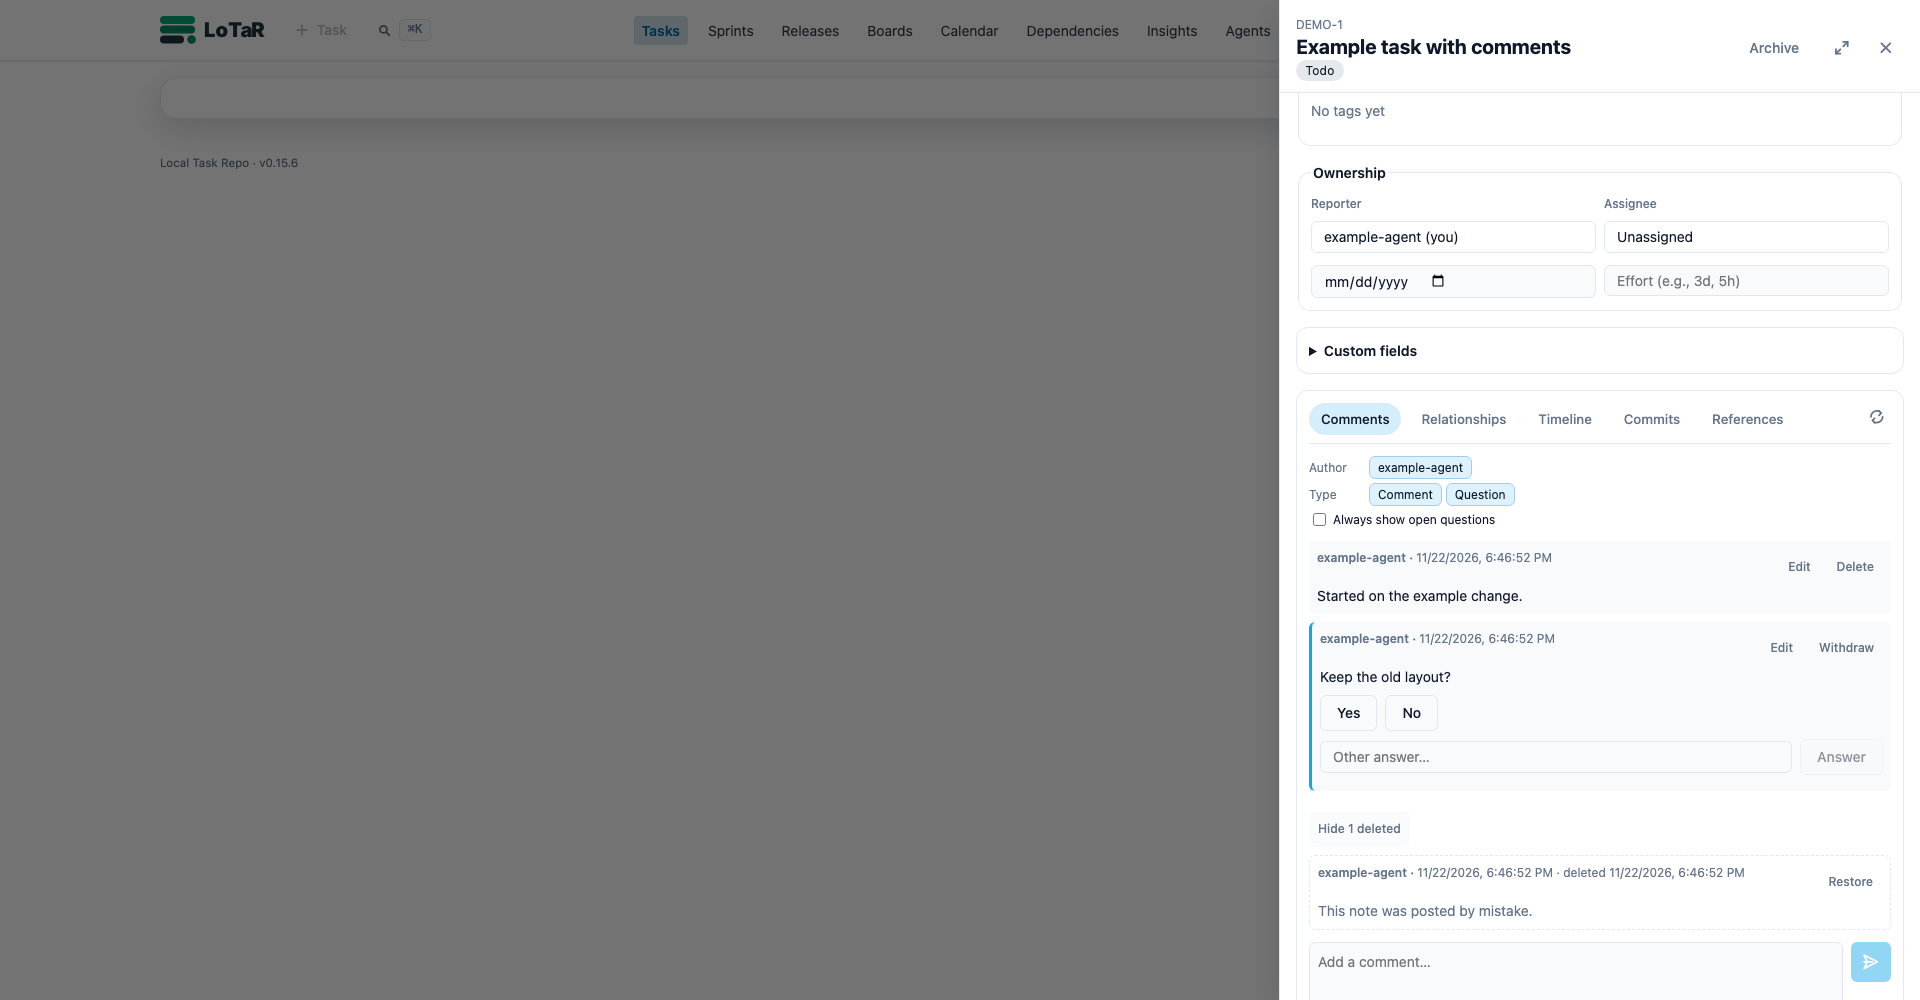 LoTaR
Task
⌘K
Tasks
Sprints
Releases
Boards
Calendar
Dependencies
Insights
Agents
Local Task Repo · v0.15.6
DEMO-1
Example task with comments
Todo
Archive
No tags yet
Ownership
Reporter
Assignee
example-agent (you)
Unassigned
mm/dd/yyyy
Effort (e.g., 3d, 5h)
Custom fields
Comments
Relationships
Timeline
Commits
References
Author
example-agent
Type
Comment
Question
Always show open questions
example-agent · 11/22/2026, 6:46:52 PM
Edit
Delete
Started on the example change.
example-agent · 11/22/2026, 6:46:52 PM
Edit
Withdraw
Keep the old layout?
Yes
No
Other answer...
Answer
Hide 1 deleted
example-agent · 11/22/2026, 6:46:52 PM · deleted 11/22/2026, 6:46:52 PM
Restore
This note was posted by mistake.
Add a comment...